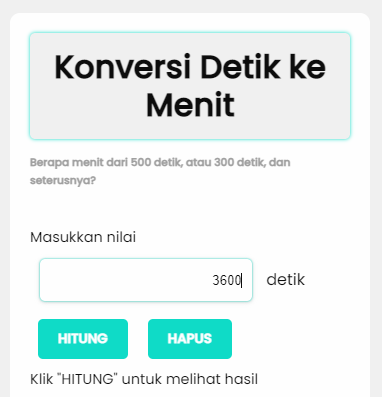 Konversi Detik ke
Menit
Berapa menit dari 500 detik, atau 300 detik, dan
seterusnya?
Masukkan nilai
3600 detik
HITUNG HAPUS
Klik "HITUNG" untuk melihat hasil